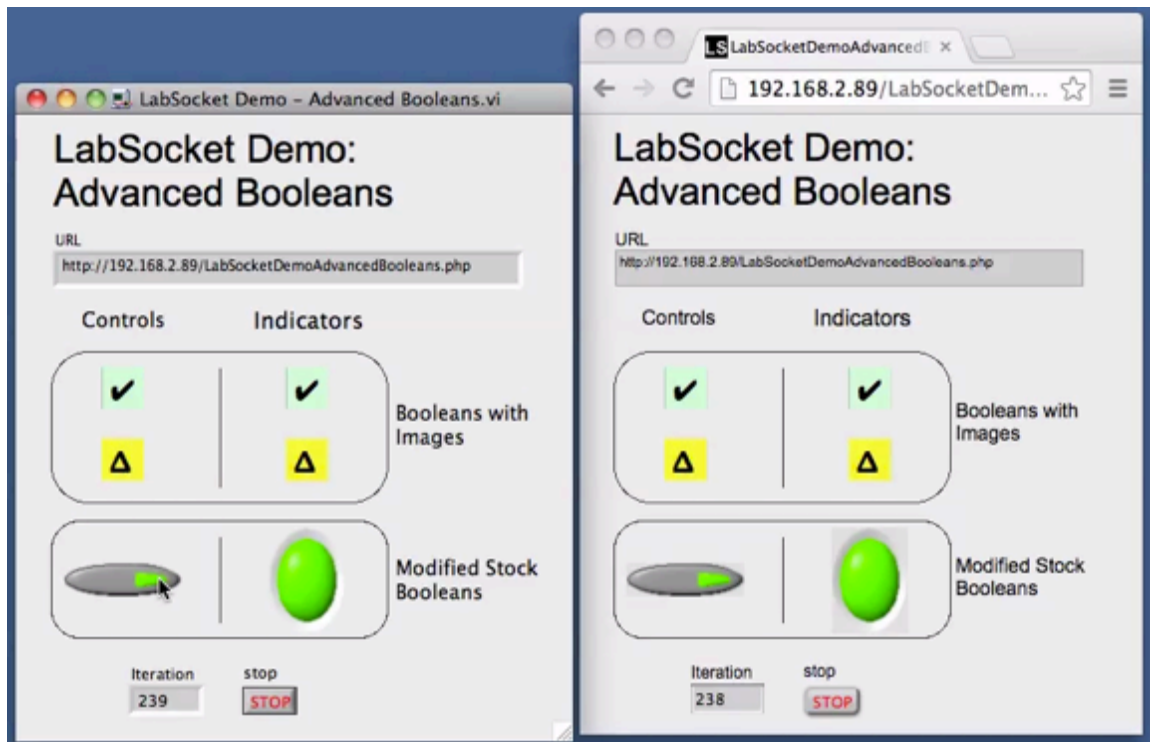 LabSocket Demo - Advanced Booleans.vi
LabSocket Demo:
Advanced Booleans
URL
http://192.168.2.89/LabSocketDemoAdvancedBooleans.php
Controls
Indicators
✔
✔
Δ
Δ
Booleans with
Images
Modified Stock
Booleans
Iteration
239
stop
STOP
LS
LabSocketDemoAdvanced
192.168.2.89/LabSocketDem...
LabSocket Demo:
Advanced Booleans
URL
http://192.168.2.89/LabSocketDemoAdvancedBooleans.php
Controls
Indicators
✔
✔
Δ
Δ
Booleans with
Images
Modified Stock
Booleans
Iteration
238
stop
STOP